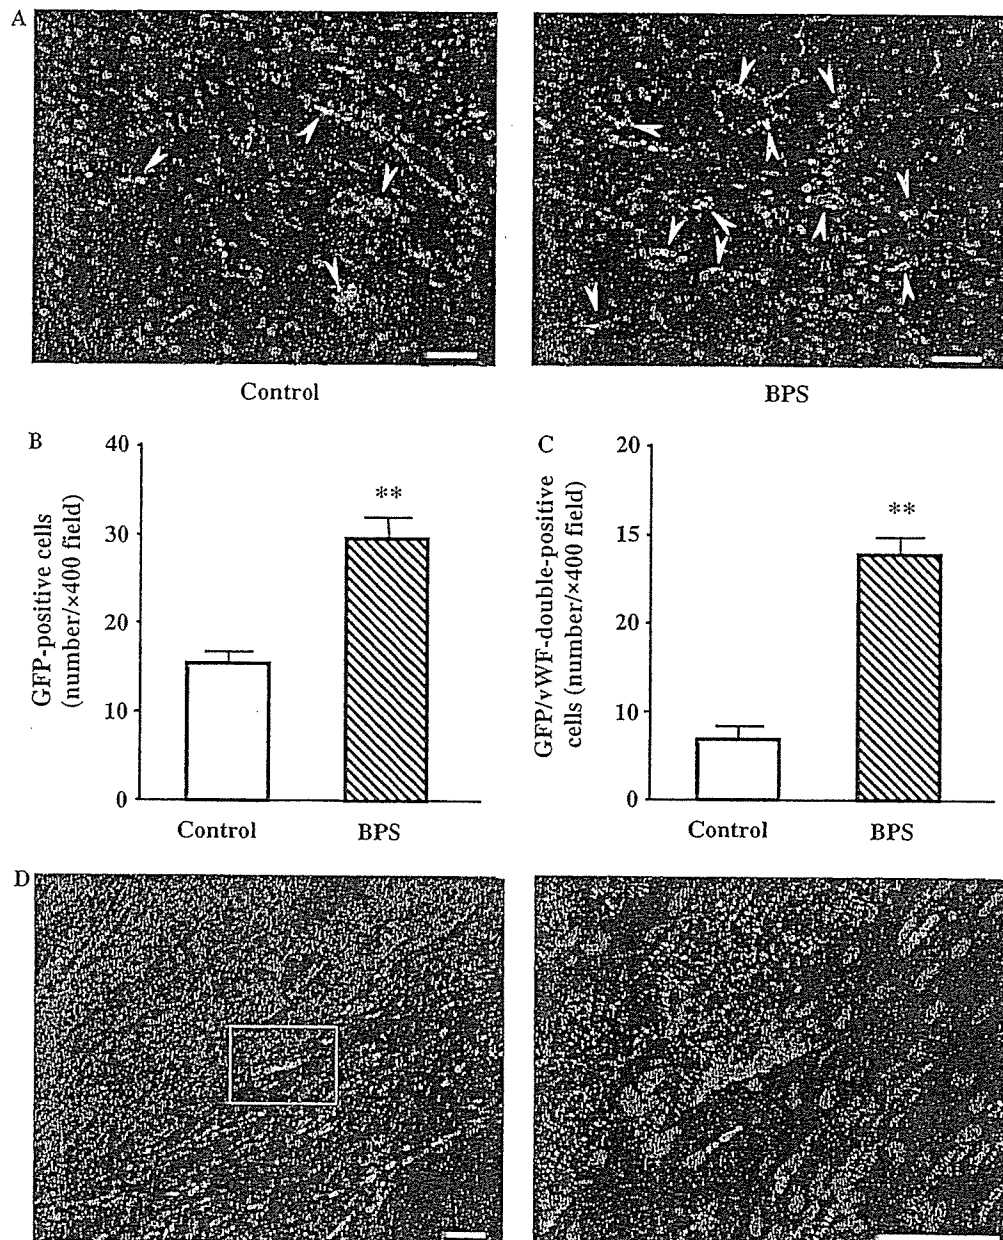 A
Control
BPS
B
40
30
20
10
0
GFP-positive cells
(number/×400 field)
**
Control
BPS
C
20
15
20
10
0
GFP/vWF-double-positive
cells (number/×400 field)
**
Control
BPS
D